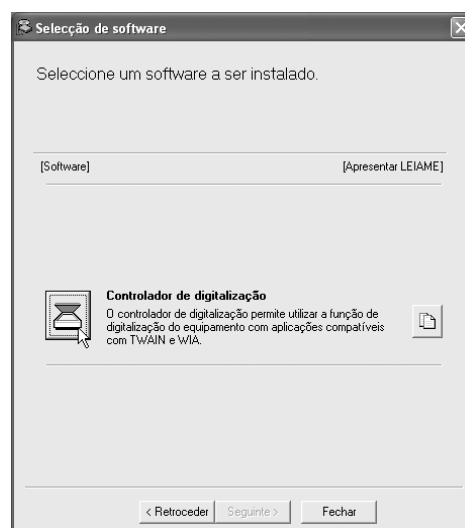 Selecção de software
Seleccione um software a ser instalado.
[Software] [Apresentar LEIAME]
Controlador de digitalização
O controlador de digitalização permite utilizar a função de
digitalização do equipamento com aplicações compatíveis
com TWAIN e WIA.
< Retroceder Seguinte > Fechar